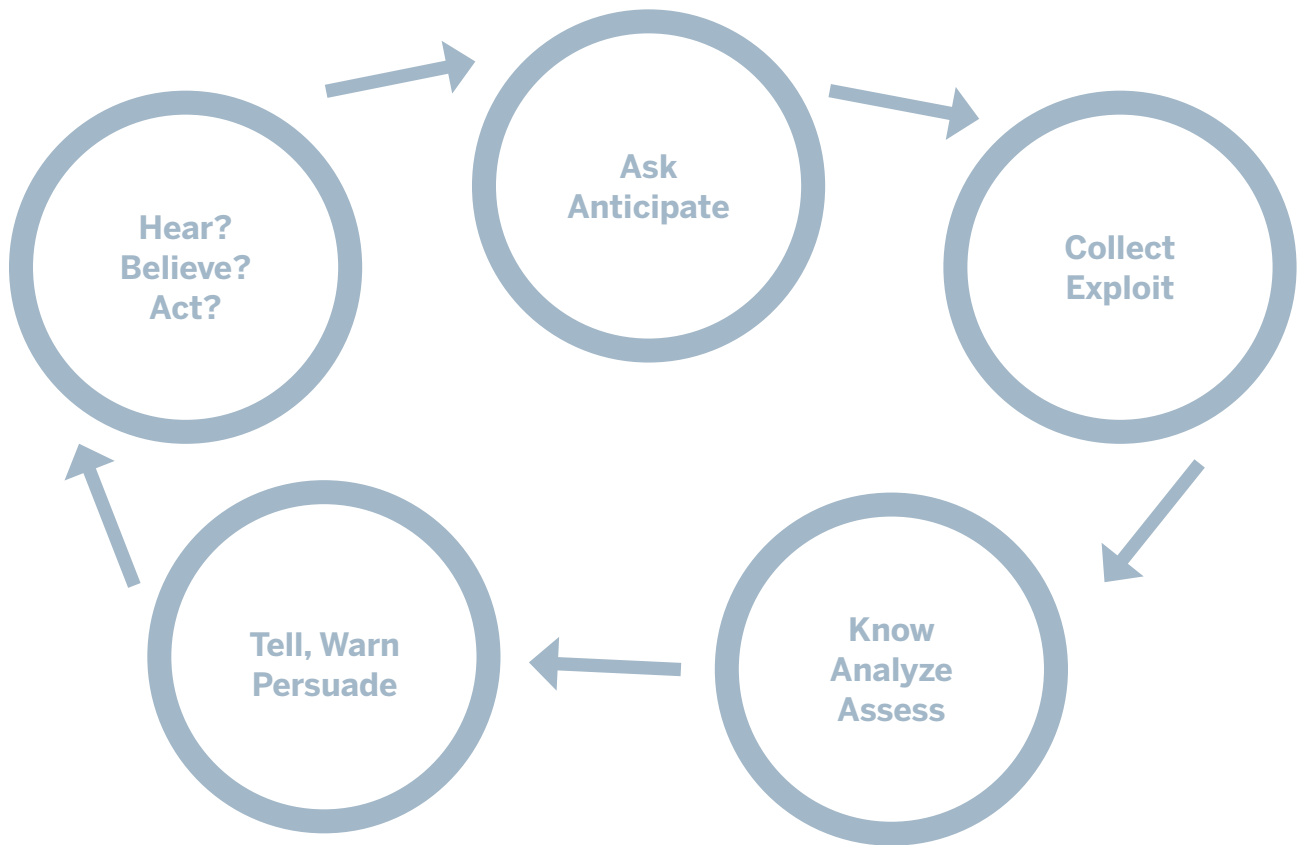 Ask
Anticipate
Collect
Exploit
Know
Analyze
Assess
Tell, Warn
Persuade
Hear?
Believe?
Act?